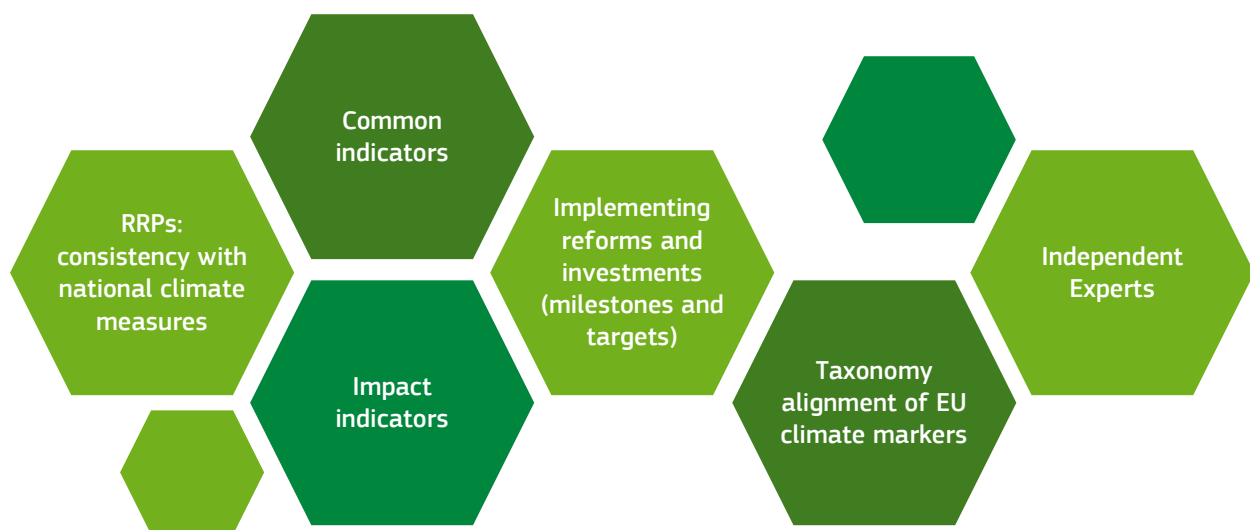 Common
indicators
RRPs:
consistency with
national climate
measures
Implementing
reforms and
investments
(milestones and
targets)
Independent
Experts
Impact
indicators
Taxonomy
alignment of EU
climate markers